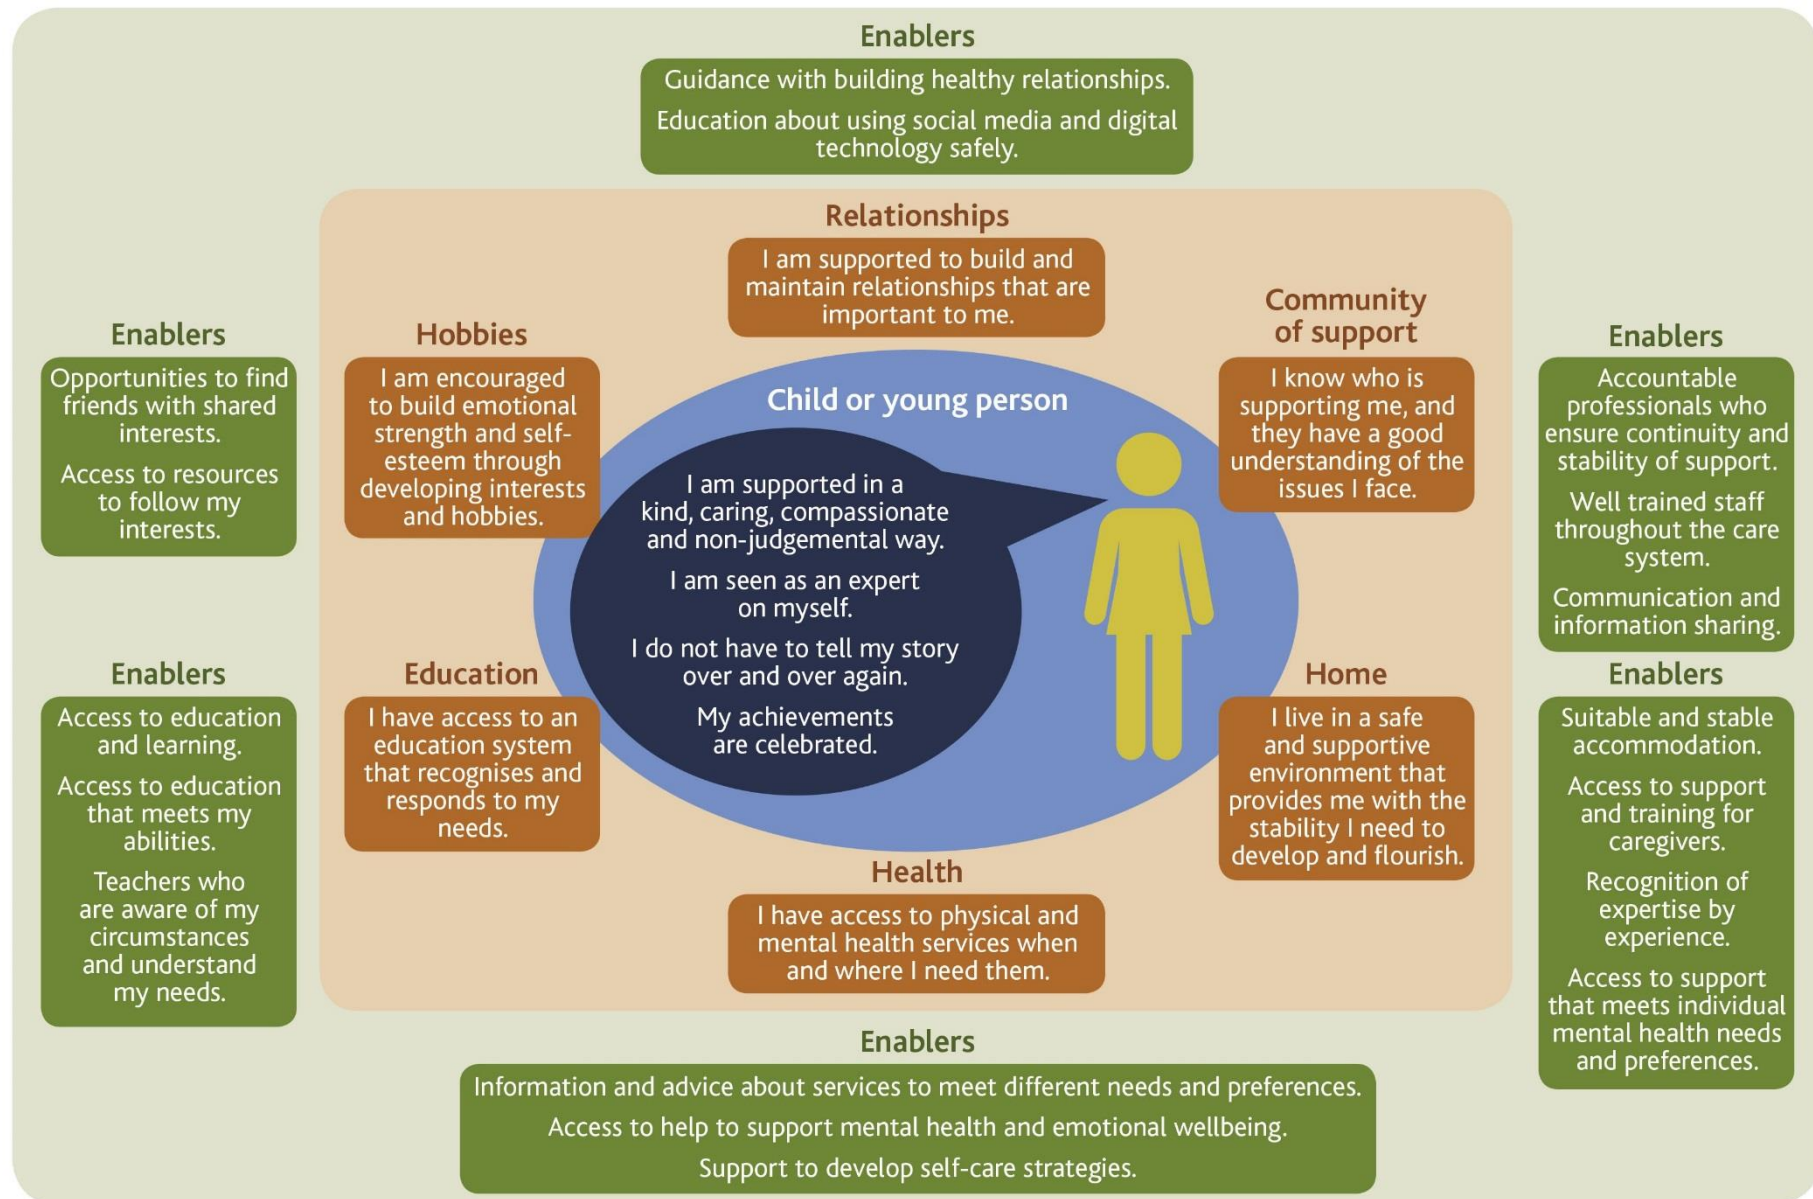 Enablers
Guidance with building healthy relationships.
Education about using social media and digital
technology safely.
Relationships
I am supported to build and
maintain relationships that are
important to me.
Enablers
Opportunities to find
friends with shared
interests.
Access to resources
to follow my
interests.
Hobbies
I am encouraged
to build emotional
strength and self-
esteem through
developing interests
and hobbies.
Community
of support
I know who is
supporting me, and
they have a good
understanding of the
issues I face.
Enablers
Accountable
professionals who
ensure continuity and
stability of support.
Well trained staff
throughout the care
system.
Communication and
information sharing.
Child or young person
I am supported in a
kind, caring, compassionate
and non-judgemental way.
I am seen as an expert
on myself.
I do not have to tell my story
over and over again.
My achievements
are celebrated.
Enablers
Access to education
and learning.
Access to education
that meets my
abilities.
Teachers who
are aware of my
circumstances
and understand
my needs.
Education
I have access to an
education system
that recognises and
responds to my
needs.
Home
I live in a safe
and supportive
environment that
provides me with the
stability I need to
develop and flourish.
Enablers
Suitable and stable
accommodation.
Access to support
and training for
caregivers.
Recognition of
expertise by
experience.
Access to support
that meets individual
mental health needs
and preferences.
Health
I have access to physical and
mental health services when
and where I need them.
Enablers
Information and advice about services to meet different needs and preferences.
Access to help to support mental health and emotional wellbeing.
Support to develop self-care strategies.